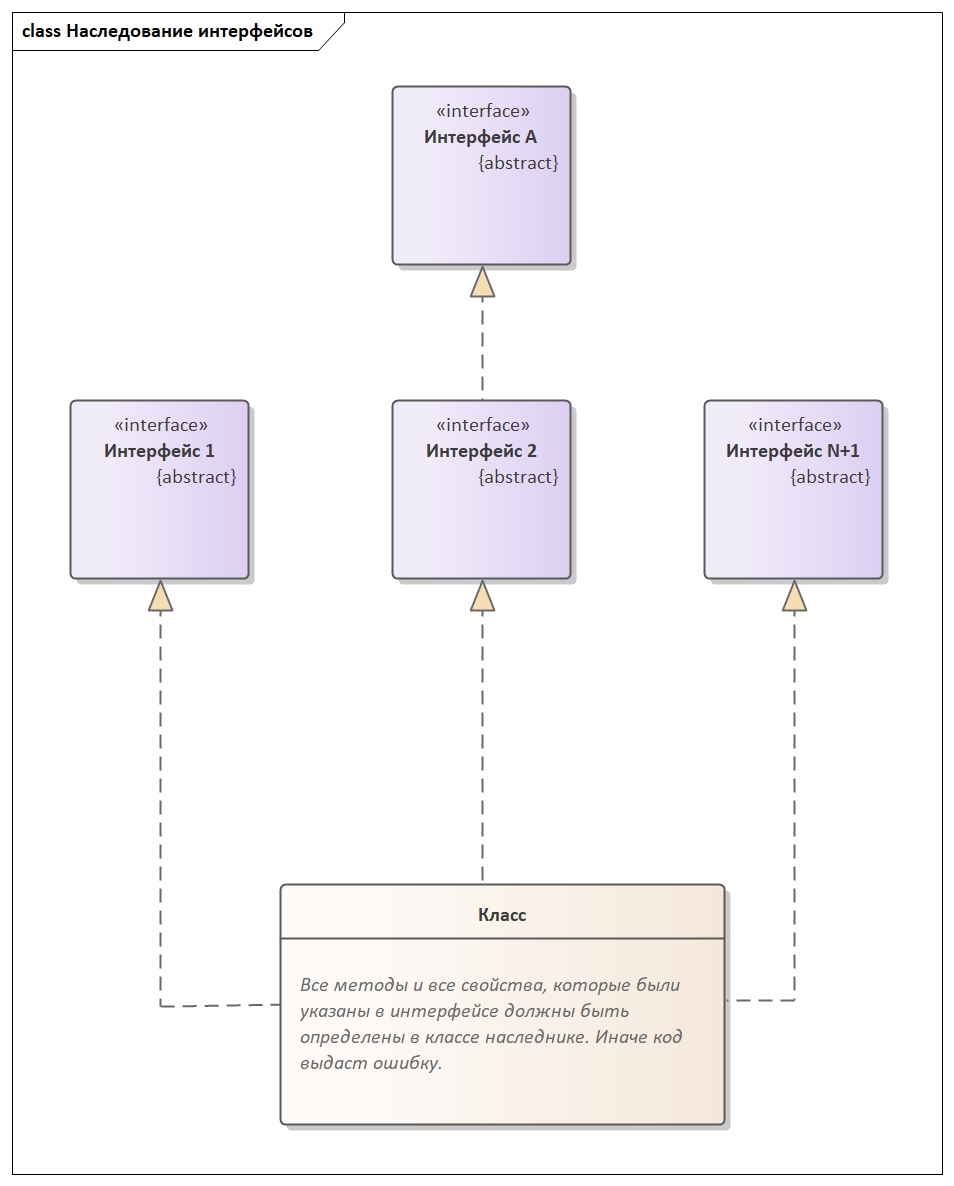 class Наследование интерфейсов
«interface»
Интерфейс А
{abstract}
«interface»
Интерфейс 1
{abstract}
«interface»
Интерфейс 2
{abstract}
«interface»
Интерфейс N+1
{abstract}
Класс
Все методы и все свойства, которые были
указаны в интерфейсе должны быть
определены в классе наследнике. Иначе код
выдаст ошибку.